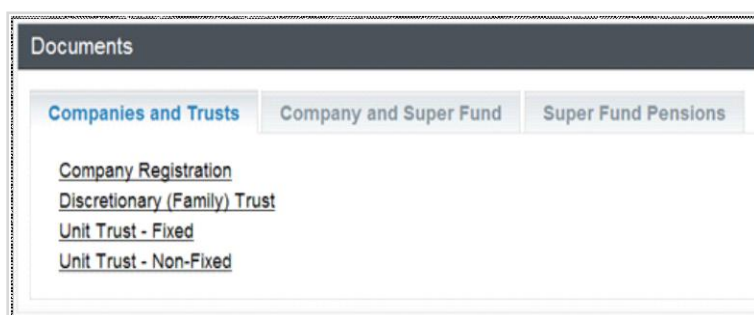 Documents
Companies and Trusts Company and Super Fund Super Fund Pensions
Company Registration
Discretionary (Family) Trust
Unit Trust - Fixed
Unit Trust - Non-Fixed